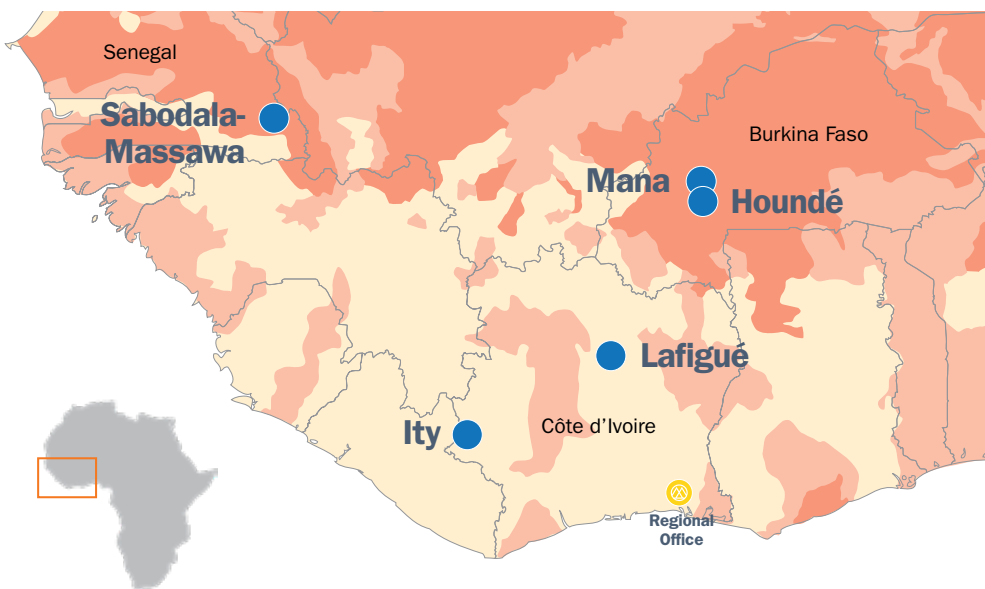 Senegal
Sabodala-
Massawa
Burkina Faso
Mana
Houndé
Lafigué
Ity
Côte d'Ivoire
Regional
Office